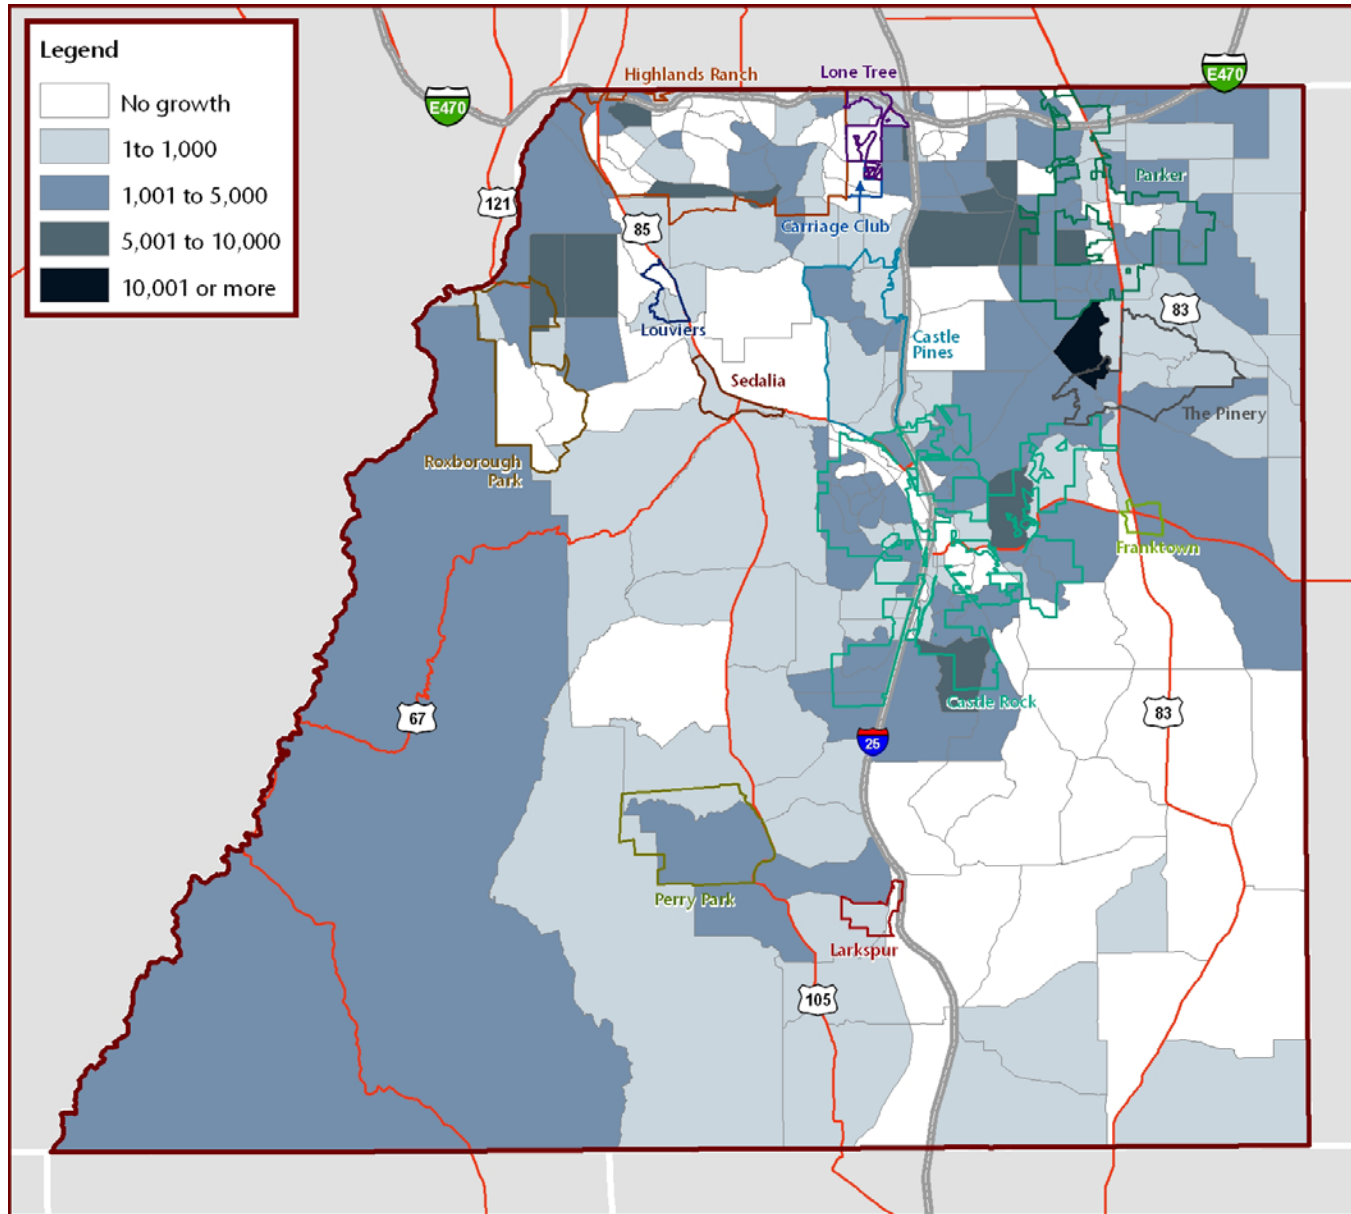 Legend
No growth
1to 1,000
1,001 to 5,000
5,001 to 10,000
10,001 or more
Highlands Ranch
Lone Tree
E470
E470
121
85
Parker
Carriage Club
83
Louviers
Castle
Pines
Sedalia
The Pinery
Roxborough
Park
Franktown
67
Castle Rock
83
25
Perry Park
Larkspur
105